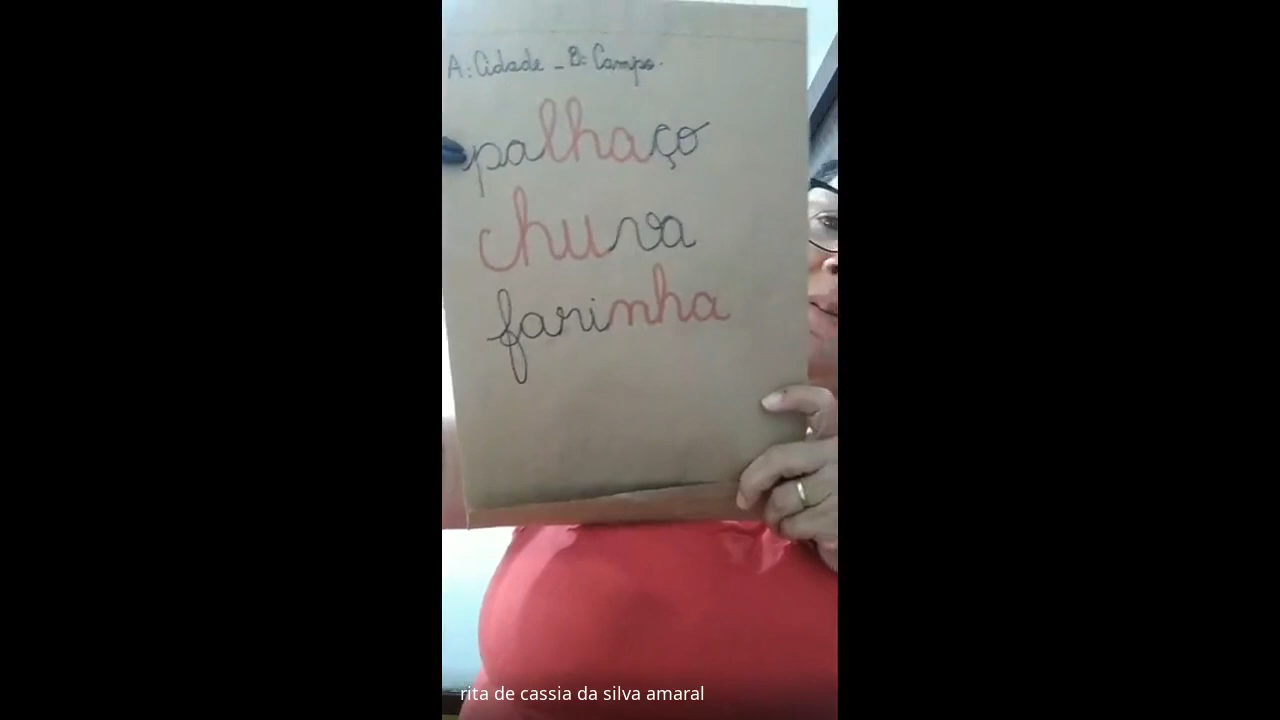 A: Cidade - B: Campo.
palhaço
chuva
farinha
rita de cassia da silva amaral